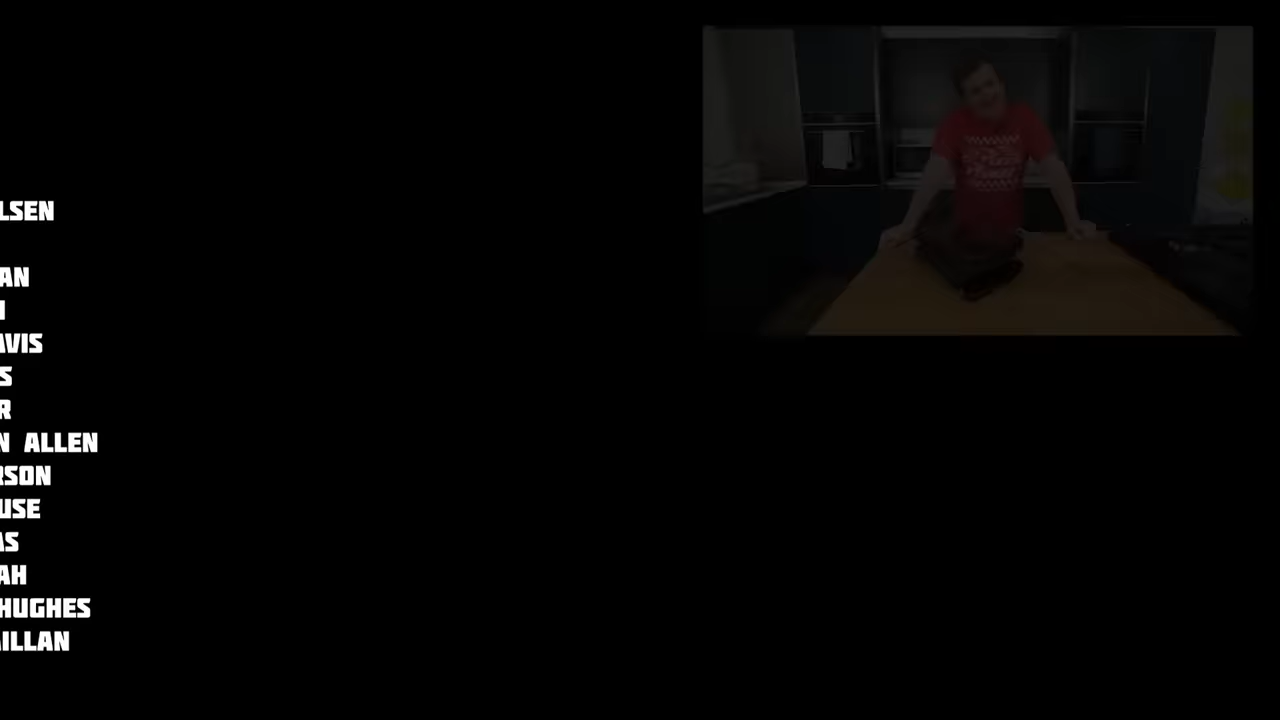 LSEN
AN
AVIS
S
R
N ALLEN
RSON
USE
AS
AH
HUGHES
ILLAN